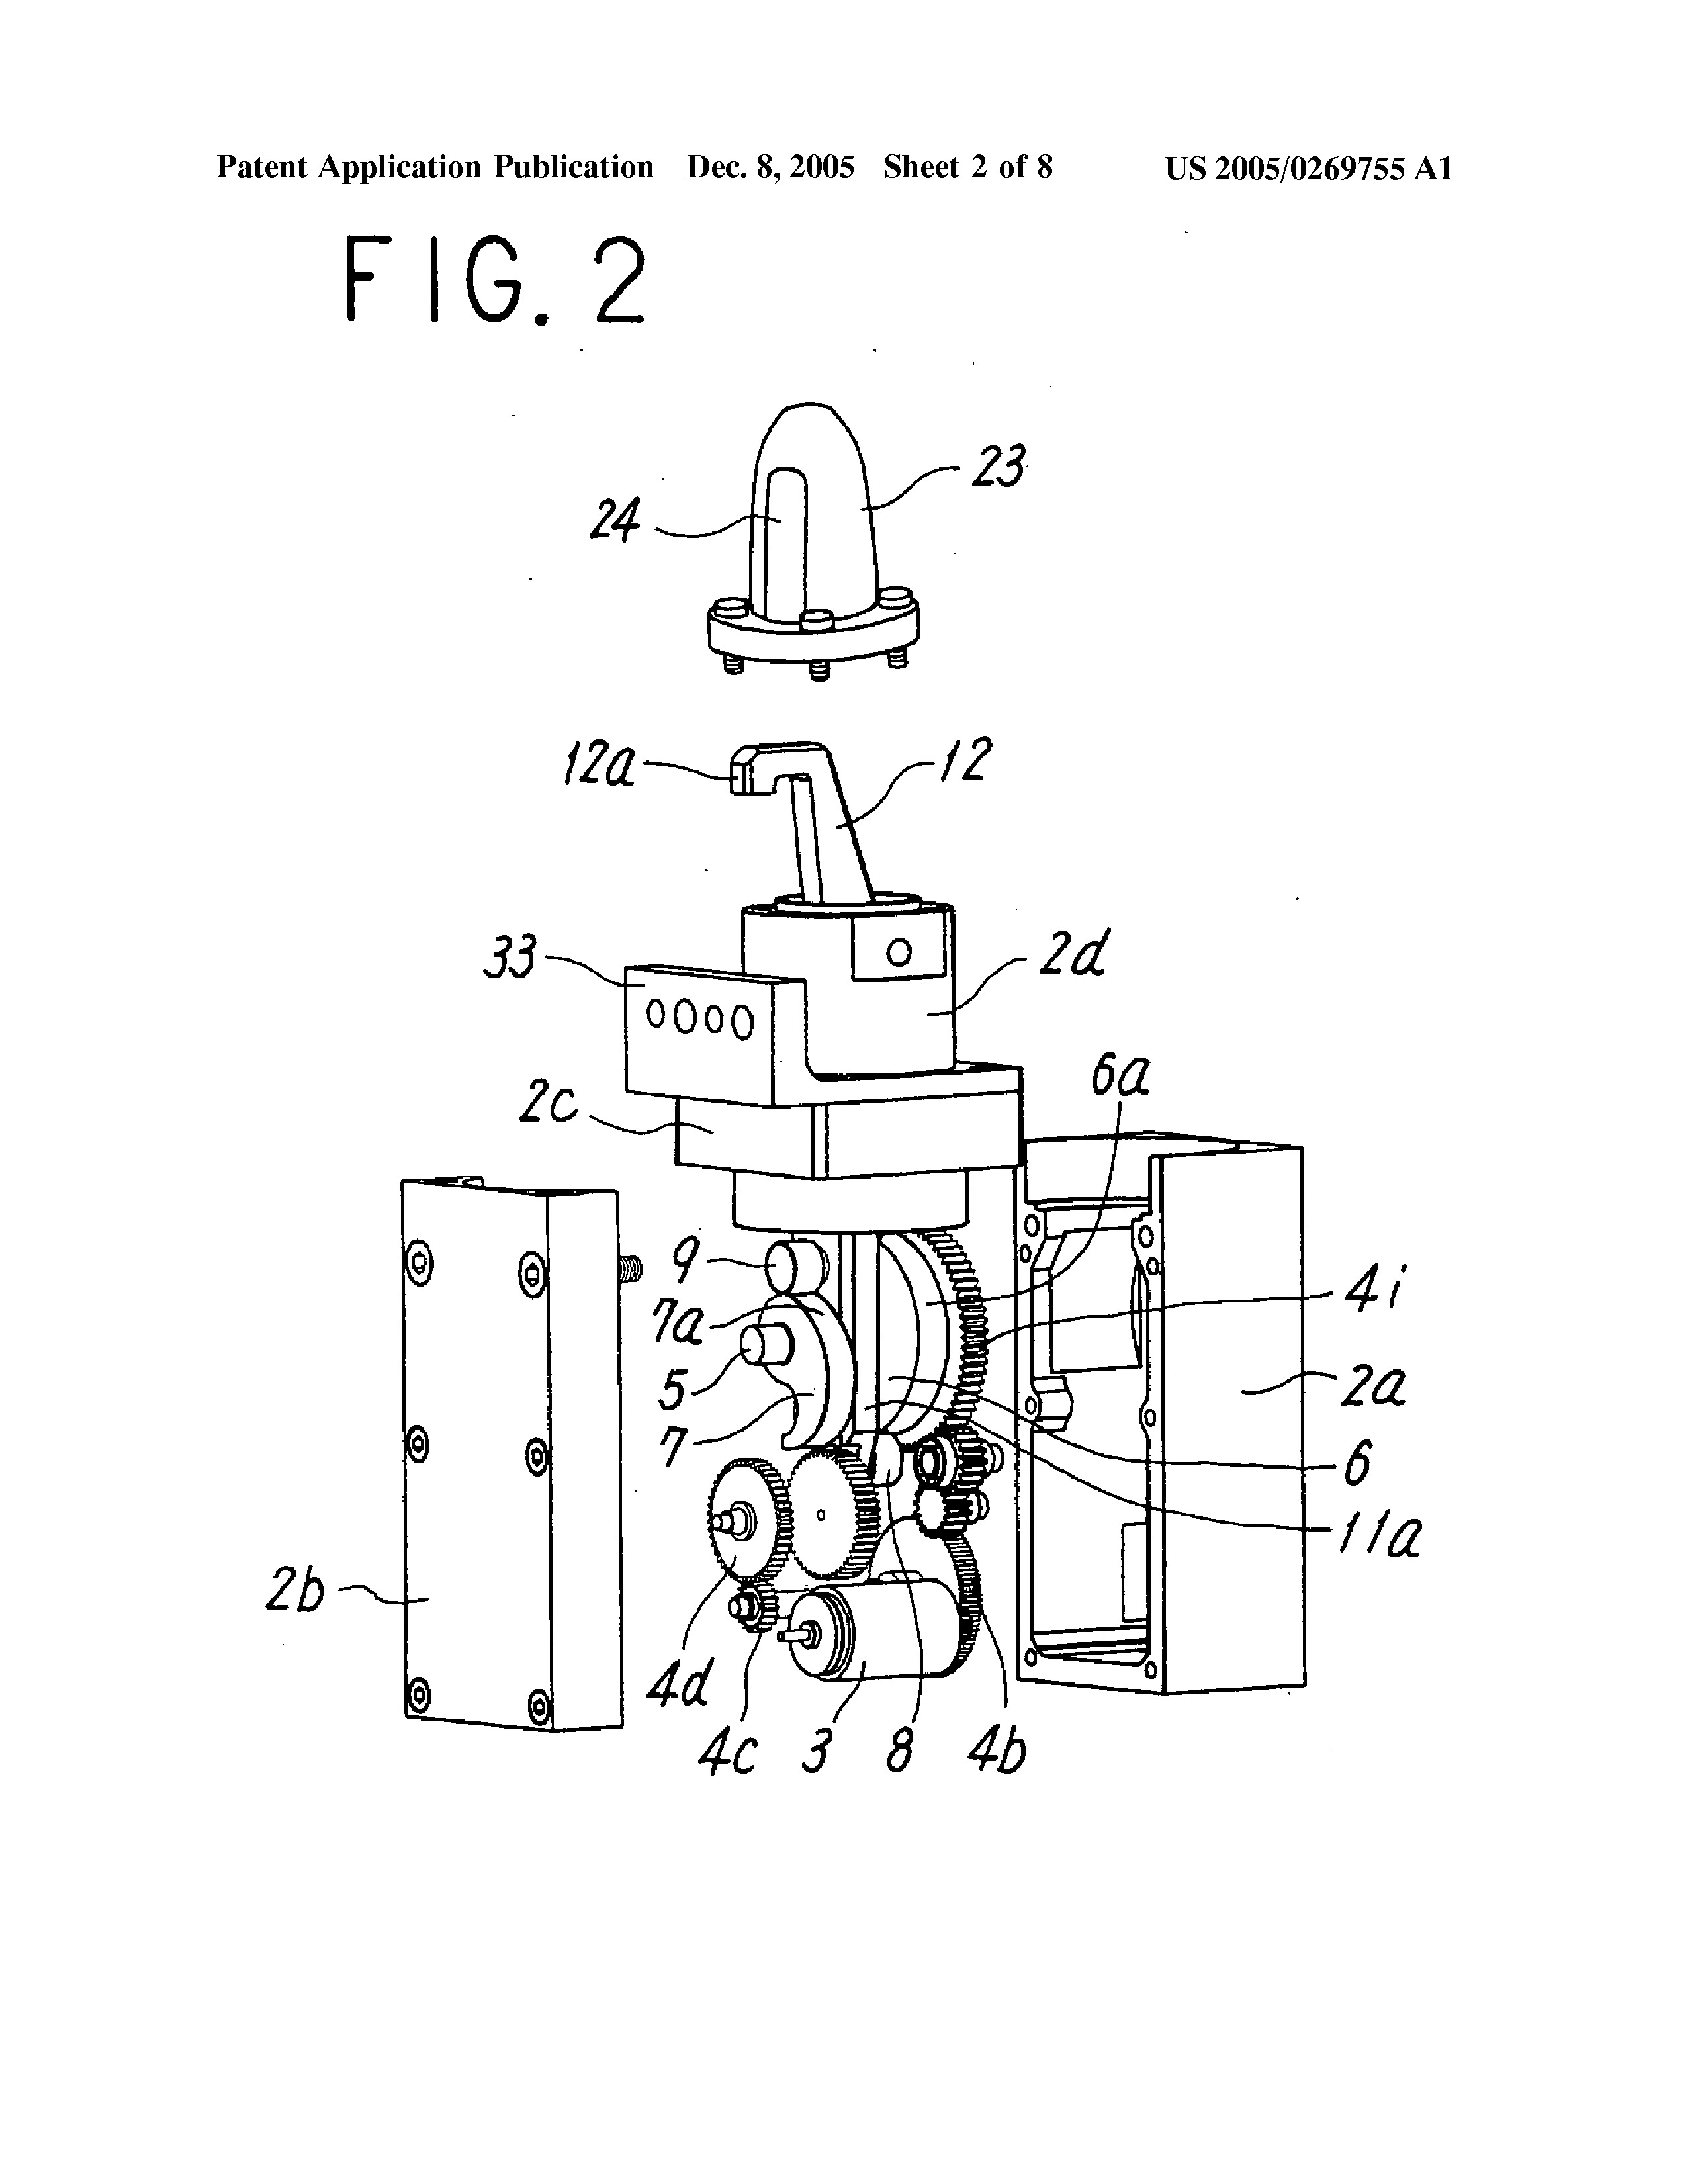 Patent Application Publication Dec. 8, 2005 Sheet 2 of 8 US 2005/0269755 A1
FIG. 2
23
24
12a
12
33
2d
6a
2c
9
4i
7a
5
2a
7
6
11a
2b
4d
4c
3
8
4b